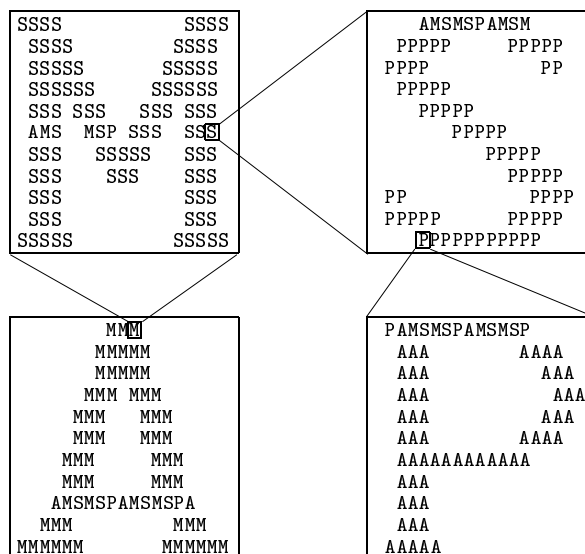 SSSS SSSS
SSSS SSSS
SSSSS SSSSS
SSSSSS SSSSSS
SSS SSS SSS SSS
AMS MSP SSS SSS
SSS SSSSS SSS
SSS SSS SSS
SSS SSS
SSS SSS
SSSSS SSSSS
AMSMSPAMSM
PPPPP PPPPP
PPPP PP
PPPPP
PPPPP
PPPPP
PPPPP
PPPPP
PP PPPP
PPPPP PPPPP
PPPPPPPPPPP
MMM
MMMMM
MMMMM
MMM MMM
MMM MMM
MMM MMM
MMM MMM
AMSMSPAMSMSPA
MMM MMM
MMMMMM MMMMMM
PAMSMSPAMSMSP
AAA AAAA
AAA AAA
AAA AAA
AAA AAA
AAA AAAA
AAAAAAAAAAAA
AAA
AAA
AAA
AAAAA